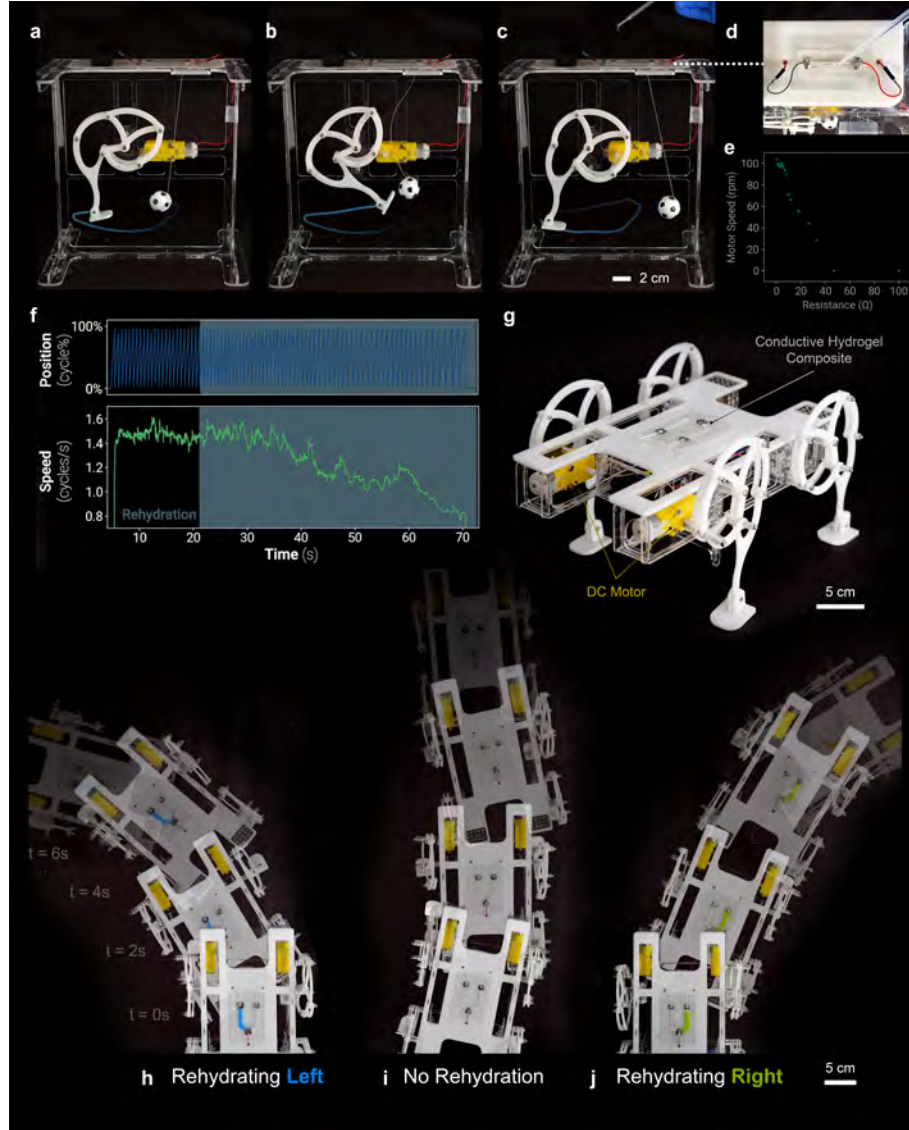 a
b
c
d
2 cm
e
100
80
60
40
20
0
Motor Speed (rpm)
0 20 40 60 80 100
Resistance (Ω)
f
100%
0%
Position
(cycle%)
1.6
1.4
1.2
1.0
0.8
Speed
(cycles/s)
Rehydration
10 20 30 40 50 60 70
Time (s)
g
Conductive Hydrogel
Composite
DC Motor
5 cm
t = 6s
t = 4s
t = 2s
t = 0s
h Rehydrating Left
i No Rehydration
j Rehydrating Right
5 cm